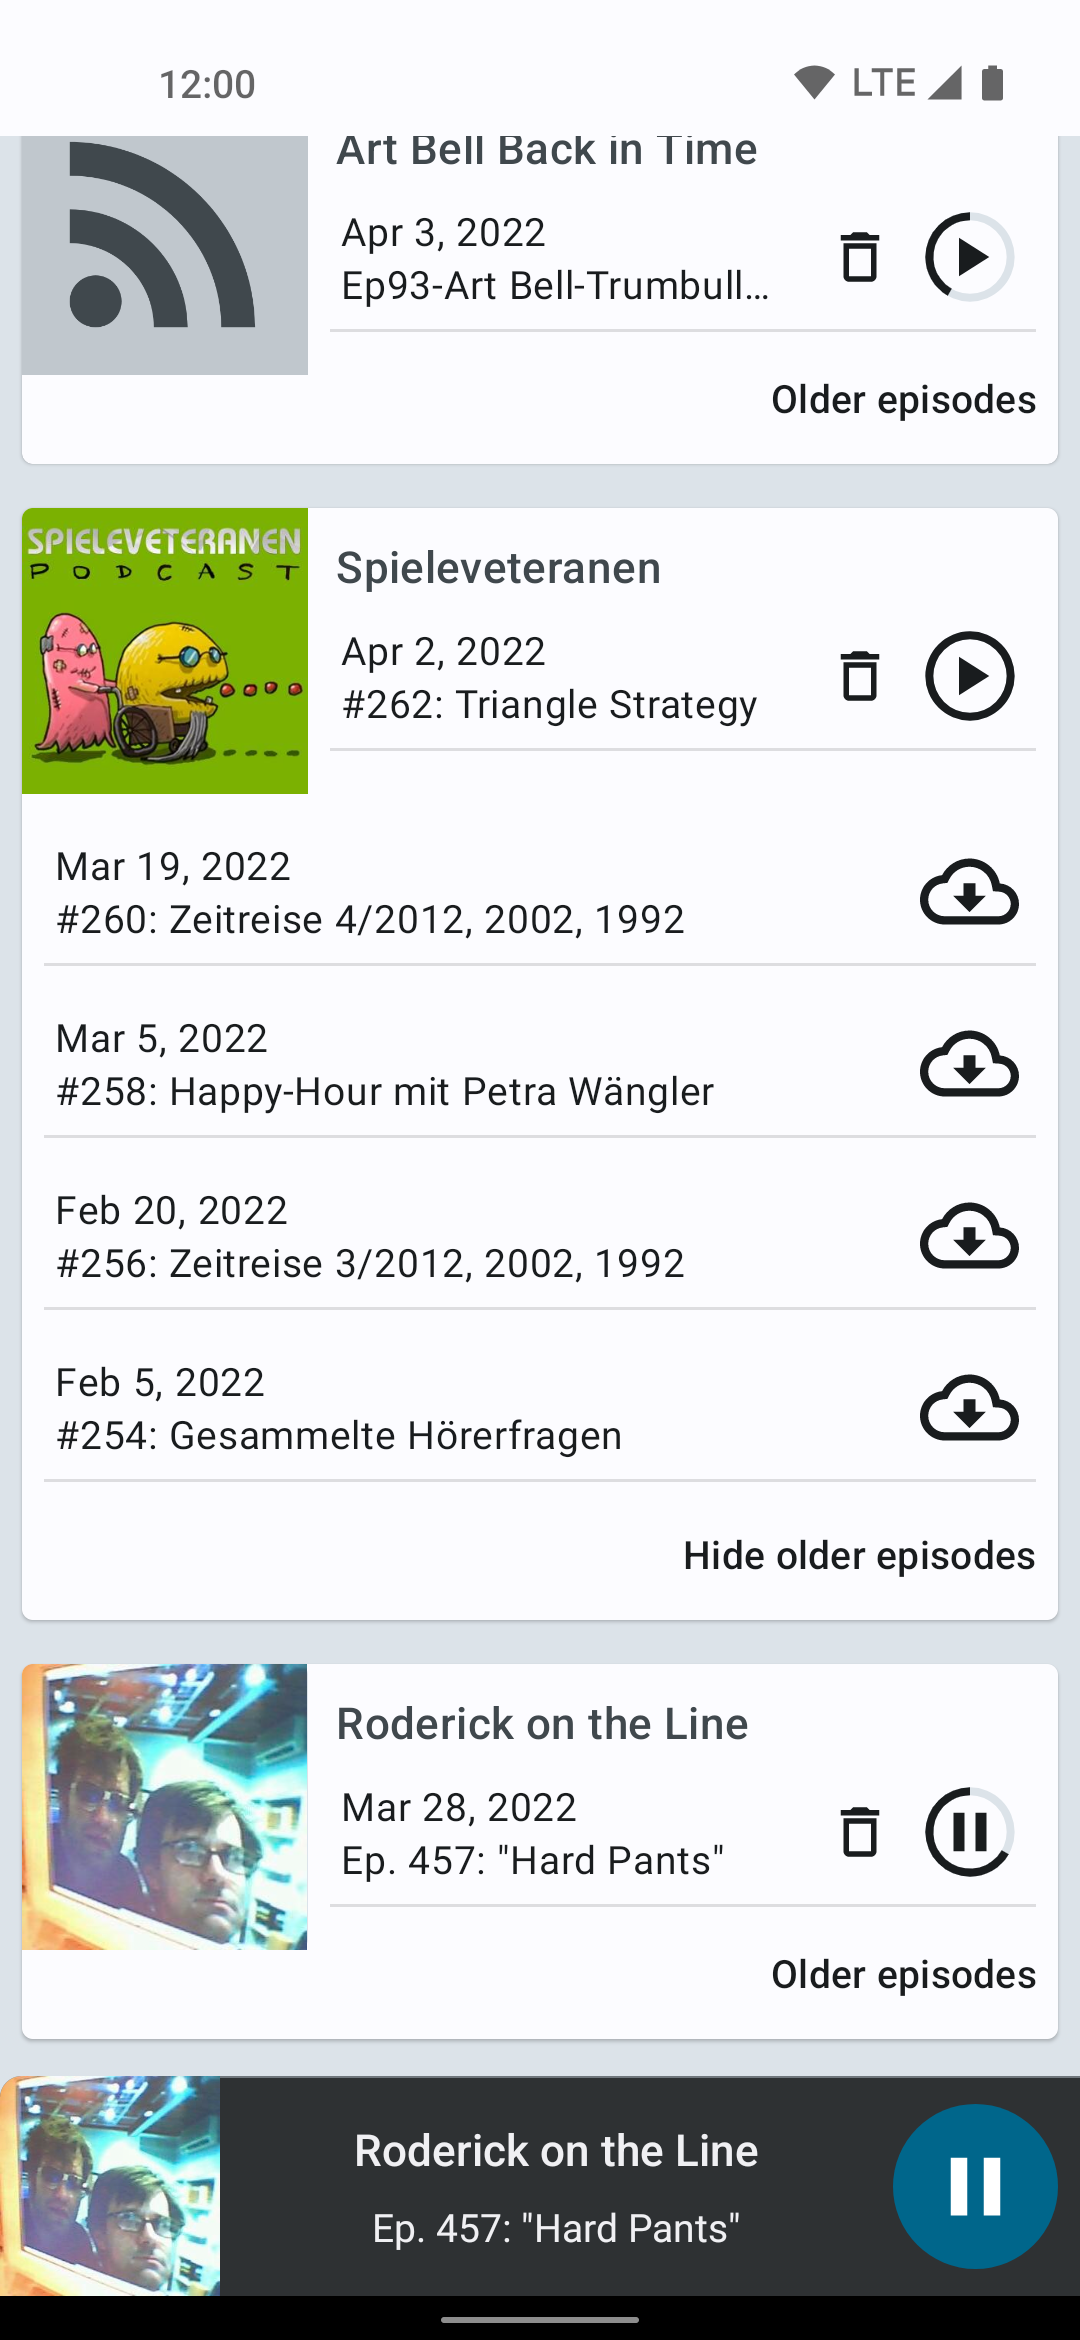 12:00
LTE
Art Bell Back in Time
Apr 3, 2022
Ep93-Art Bell-Trumbull...
Older episodes
SPIELEVETERANEN
PODCAST
Spieleveteranen
Apr 2, 2022
#262: Triangle Strategy
Mar 19, 2022
#260: Zeitreise 4/2012, 2002, 1992
Mar 5, 2022
#258: Happy-Hour mit Petra Wängler
Feb 20, 2022
#256: Zeitreise 3/2012, 2002, 1992
Feb 5, 2022
#254: Gesammelte Hörerfragen
Hide older episodes
Roderick on the Line
Mar 28, 2022
Ep. 457: "Hard Pants"
Older episodes
Roderick on the Line
Ep. 457: "Hard Pants"